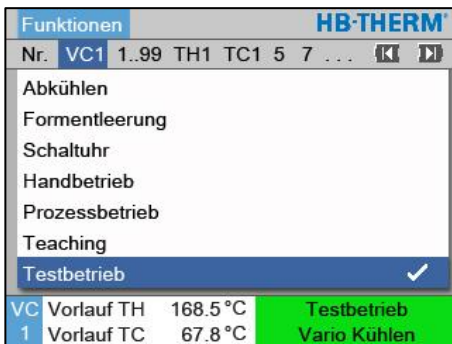 Funktionen HB-THERM®
Nr. VC1 1..99 TH1 TC1 5 7 ...
Abkühlen
Formentleerung
Schaltuhr
Handbetrieb
Prozessbetrieb
Teaching
Testbetrieb
VC Vorlauf TH 168.5 °C Testbetrieb
1 Vorlauf TC 67.8 °C Vario Kühlen